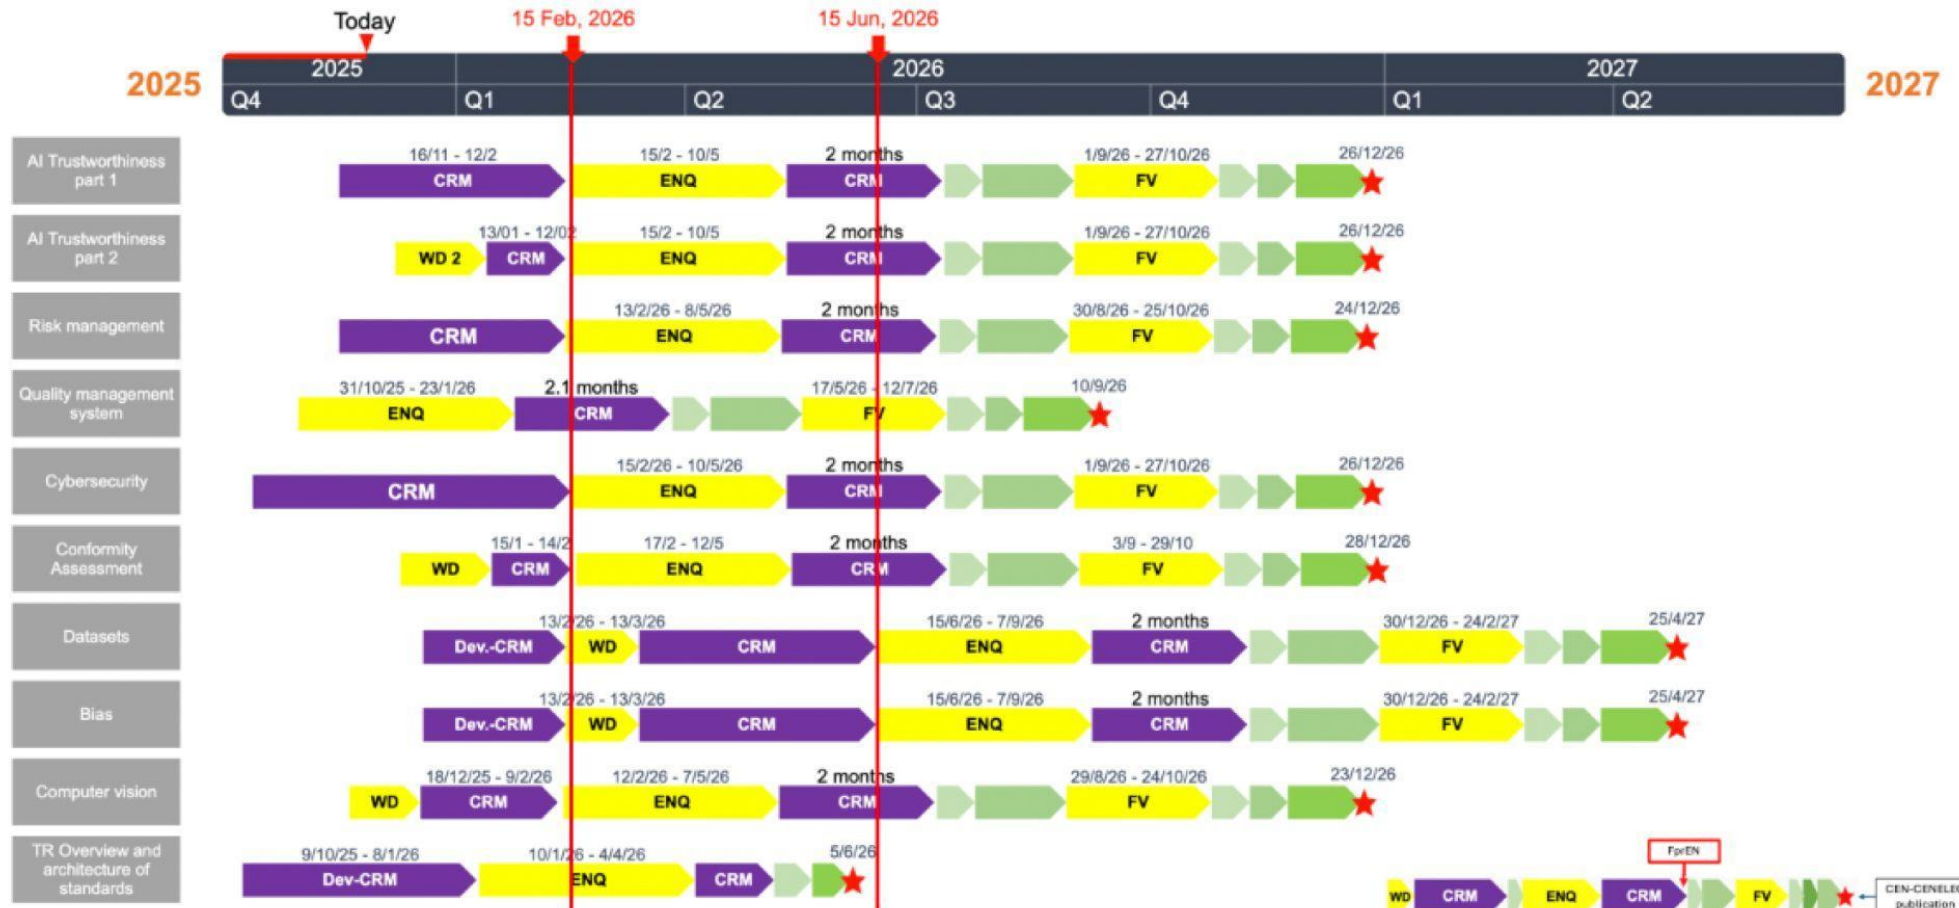 Today
15 Feb, 2026
15 Jun, 2026
2025
2025
2026
2027
2027
Q4
Q1
Q2
Q3
Q4
Q1
Q2
AI Trustworthiness
part 1
16/11 - 12/2
15/2 - 10/5
2 months
1/9/26 - 27/10/26
26/12/26
CRM
ENQ
CRM
FV
AI Trustworthiness
part 2
13/01 - 12/02
15/2 - 10/5
2 months
1/9/26 - 27/10/26
26/12/26
WD 2
CRM
ENQ
CRM
FV
Risk management
13/2/26 - 8/5/26
2 months
30/8/26 - 25/10/26
24/12/26
CRM
ENQ
CRM
FV
Quality management
system
31/10/25 - 23/1/26
2.1 months
17/5/26 - 12/7/26
10/9/26
ENQ
CRM
FV
Cybersecurity
15/2/26 - 10/5/26
2 months
1/9/26 - 27/10/26
26/12/26
CRM
ENQ
CRM
FV
Conformity
Assessment
15/1 - 14/2
17/2 - 12/5
2 months
3/9 - 29/10
28/12/26
WD
CRM
ENQ
CRM
FV
Datasets
13/2/26 - 13/3/26
15/6/26 - 7/9/26
2 months
30/12/26 - 24/2/27
25/4/27
Dev.-CRM
WD
CRM
ENQ
CRM
FV
Bias
13/2/26 - 13/3/26
15/6/26 - 7/9/26
2 months
30/12/26 - 24/2/27
25/4/27
Dev.-CRM
WD
CRM
ENQ
CRM
FV
Computer vision
18/12/25 - 9/2/26
12/2/26 - 7/5/26
2 months
29/8/26 - 24/10/26
23/12/26
WD
CRM
ENQ
CRM
FV
TR Overview and
architecture of
standards
9/10/25 - 8/1/26
10/1/26 - 4/4/26
5/6/26
Dev-CRM
ENQ
CRM
FprEN
WD
CRM
ENQ
CRM
FV
CEN-CENELEC
publication